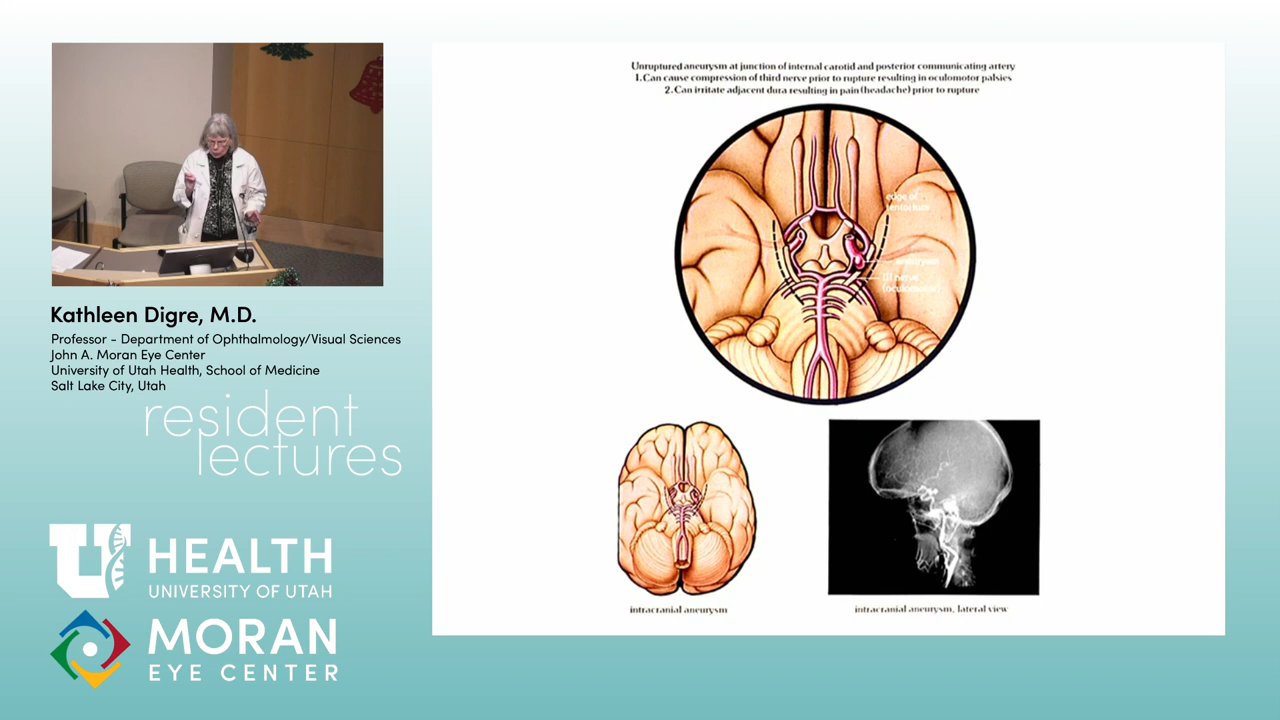 Kathleen Digre, M.D.
Professor - Department of Ophthalmology/Visual Sciences
John A. Moran Eye Center
University of Utah Health, School of Medicine
Salt Lake City, Utah
resident
lectures
U HEALTH
UNIVERSITY OF UTAH
MORAN
EYE CENTER
Unruptured aneurysm at junction of internal carotid and posterior communicating artery
1. Can cause compression of third nerve prior to rupture resulting in oculomotor palsies
2. Can irritate adjacent dura resulting in pain (headache) prior to rupture
edge of
tentorium
aneurysm
III nerve
(oculomotor)
intracranial aneurysm
intracranial aneurysm, lateral view